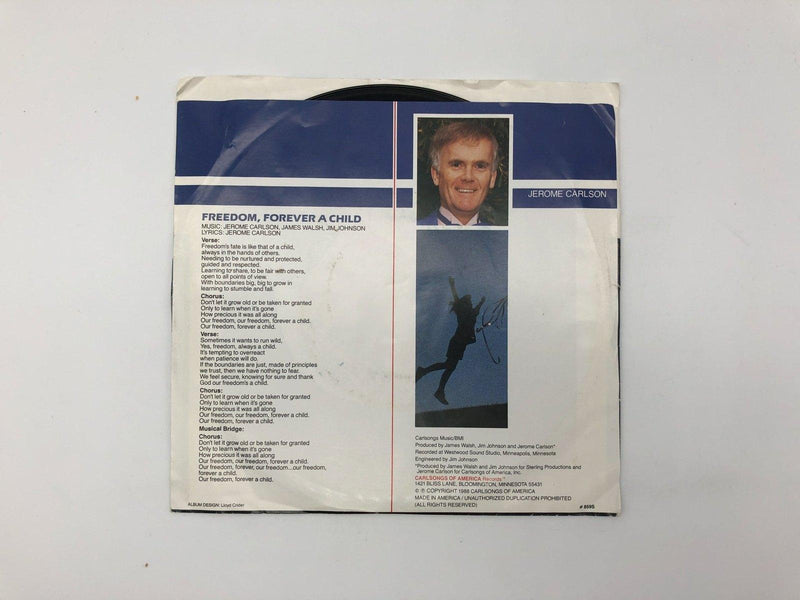 JEROME CARLSON
FREEDOM, FOREVER A CHILD
MUSIC: JEROME CARLSON, JAMES WALSH, JIM JOHNSON
LYRICS: JEROME CARLSON
Verse:
Freedom's fate is like that of a child,
always in the hands of others,
Needing to be nurtured and protected,
guided and respected.
Learning to share, to be fair with others,
open to all points of view.
With boundaries big, big to grow in
learning to stumble and fall.
Chorus:
Don't let it grow old or be taken for granted
Only to learn when it's gone
How precious it was all along
Our freedom, our freedom, forever a child.
Our freedom, forever a child.
Verse:
Sometimes it wants to run wild,
Yes, freedom, always a child.
It's tempting to overreact
when patience will do.
If the boundaries are just, made of principles
we trust, then we have nothing to fear.
We feel secure, knowing for sure and thank
God our freedom's a child.
Chorus:
Don't let it grow old or be taken for granted
Only to learn when it's gone
How precious it was all along
Our freedom, our freedom, forever a child.
Our freedom, forever a child.
Musical Bridge:
Chorus:
Don't let it grow old or be taken for granted
Only to learn when it's gone
How precious it was all along
Our freedom, our freedom, forever a child.
Our freedom, forever, our freedom...our freedom,
forever a child.
Our freedom, forever a child.
ALBUM DESIGN: Lloyd Crider
Carlsongs Music/BMI
Produced by James Walsh, Jim Johnson and Jerome Carlson*
Recorded at Westwood Sound Studio, Minneapolis, Minnesota
Engineered by Jim Johnson
*Produced by James Walsh and Jim Johnson for Sterling Productions and
Jerome Carlson for Carlsongs of America, Inc.
CARLSONGS OF AMERICA Records™
1421 BLISS LANE, BLOOMINGTON, MINNESOTA 55431
© ℗ COPYRIGHT 1986 CARLSONGS OF AMERICA
MADE IN AMERICA / UNAUTHORIZED DUPLICATION PROHIBITED
(ALL RIGHTS RESERVED)